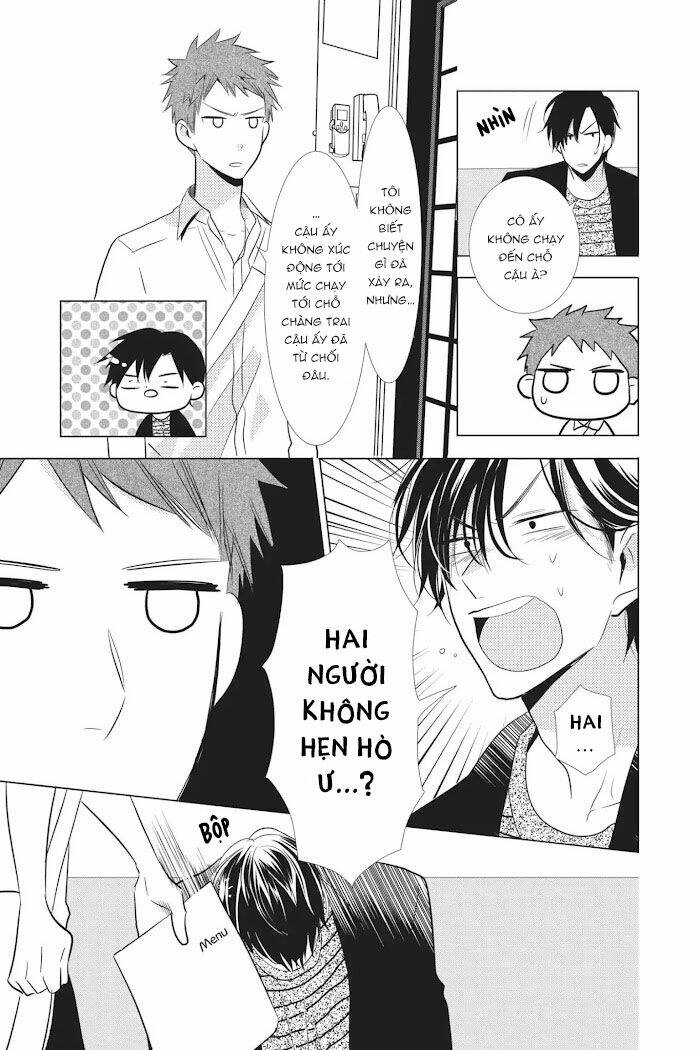 NHÌN
CÔ ẤY
KHÔNG CHẠY
ĐẾN CHỖ
CẬU À?
TÔI
KHÔNG
BIẾT
CHUYỆN
GÌ ĐÃ
XẢY RA,
NHƯNG...
...
CẬU ẤY
KHÔNG XÚC
ĐỘNG TỚI
MỨC CHẠY
TỚI CHỖ
CHÀNG TRAI
CẬU ẤY ĐÃ
TỪ CHỐI
ĐÂU.
HAI
...
HAI
NGƯỜI
KHÔNG
HẸN HÒ
Ư...?
BỘP
Menu